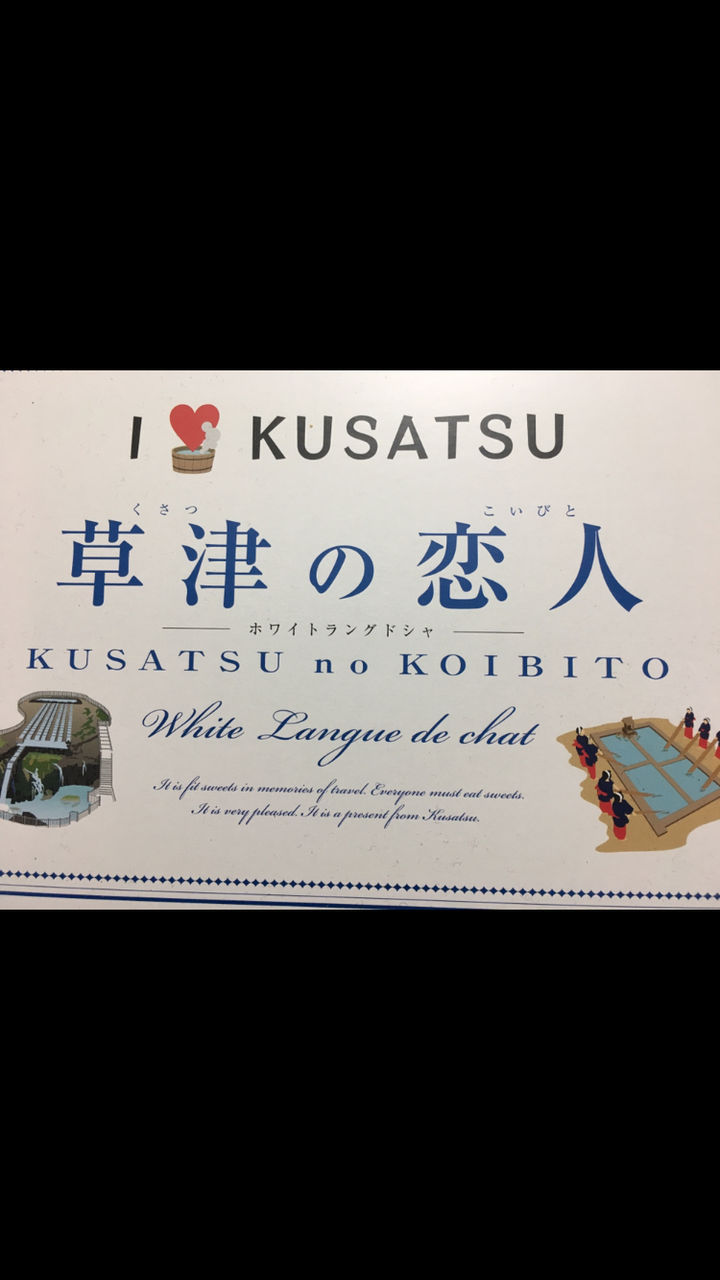 I KUSATSU
くさつ こいびと
草津の恋人
ホワイトラングドシャ
KUSATSU no KOIBITO
White Langue de chat
It is fit sweets in memories of travel. Everyone must eat sweets.
It is very pleased. It is a present from Kusatsu.